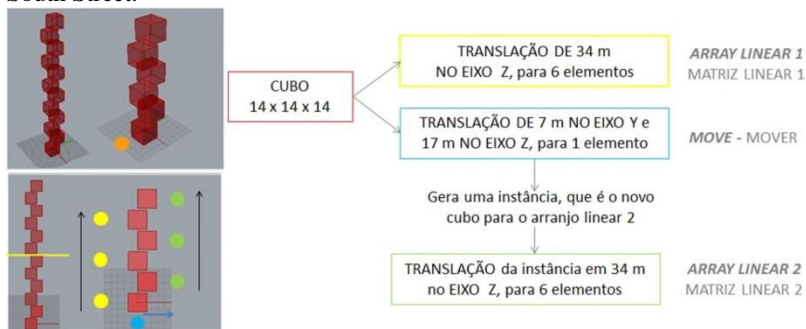 South Street.
CUBO
14 x 14 x 14
TRANSLAÇÃO DE 34 m
NO EIXO Z, PARA 6 elementos
ARRAY LINEAR 1
MATRIZ LINEAR 1
TRANSLAÇÃO DE 7 m NO EIXO Y e
17 m NO EIXO Z, para 1 elemento
MOVE - MOVER
Gera uma instância, que é o novo
cubo para o arranjo linear 2
TRANSLAÇÃO da instância em 34 m
no EIXO Z, para 6 elementos
ARRAY LINEAR 2
MATRIZ LINEAR 2